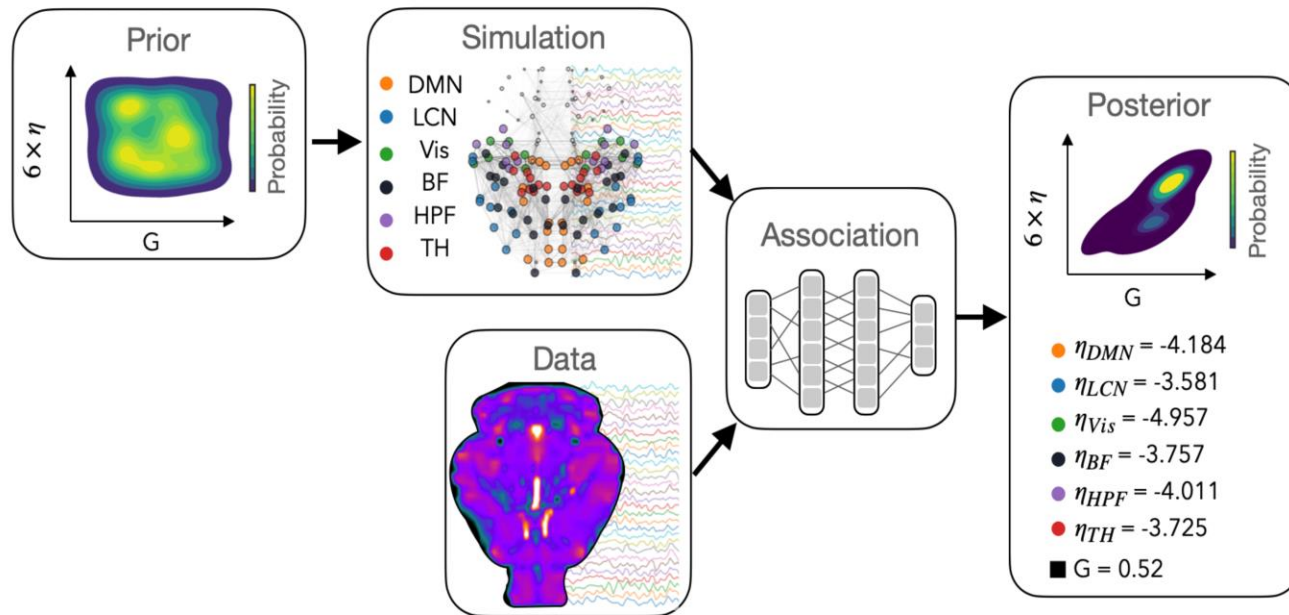 Prior
6 × η
G
Probability
Simulation
DMN
LCN
Vis
BF
HPF
TH
Data
Association
Posterior
6 × η
G
Probability
η_DMN = -4.184
η_LCN = -3.581
η_Vis = -4.957
η_BF = -3.757
η_HPF = -4.011
η_TH = -3.725
G = 0.52